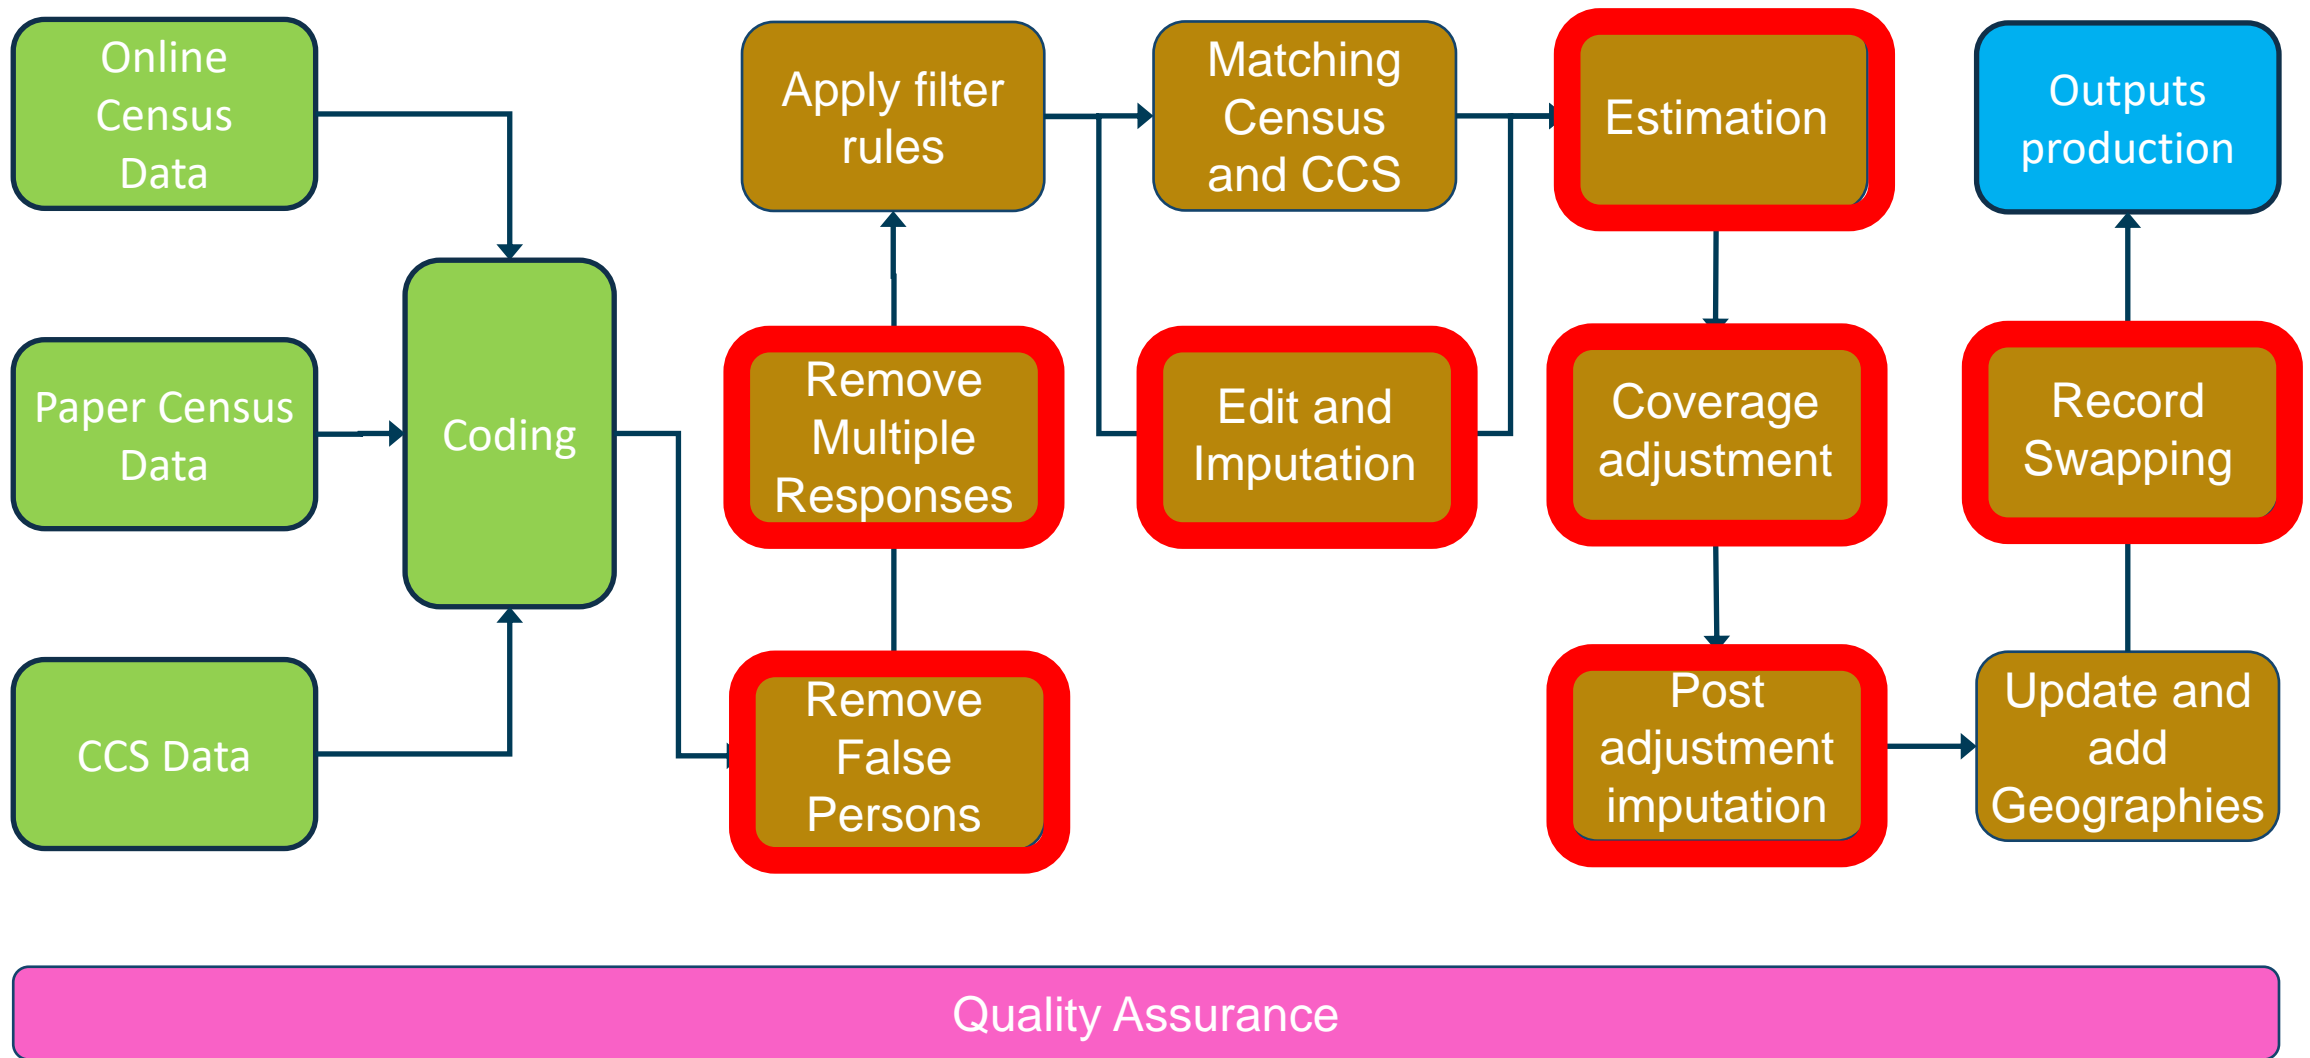 Online
Census
Data
Paper Census
Data
CCS Data
Coding
Remove
False
Persons
Remove
Multiple
Responses
Apply filter
rules
Matching
Census
and CCS
Edit and
Imputation
Estimation
Coverage
adjustment
Post
adjustment
imputation
Update and
add
Geographies
Record
Swapping
Outputs
production
Quality Assurance